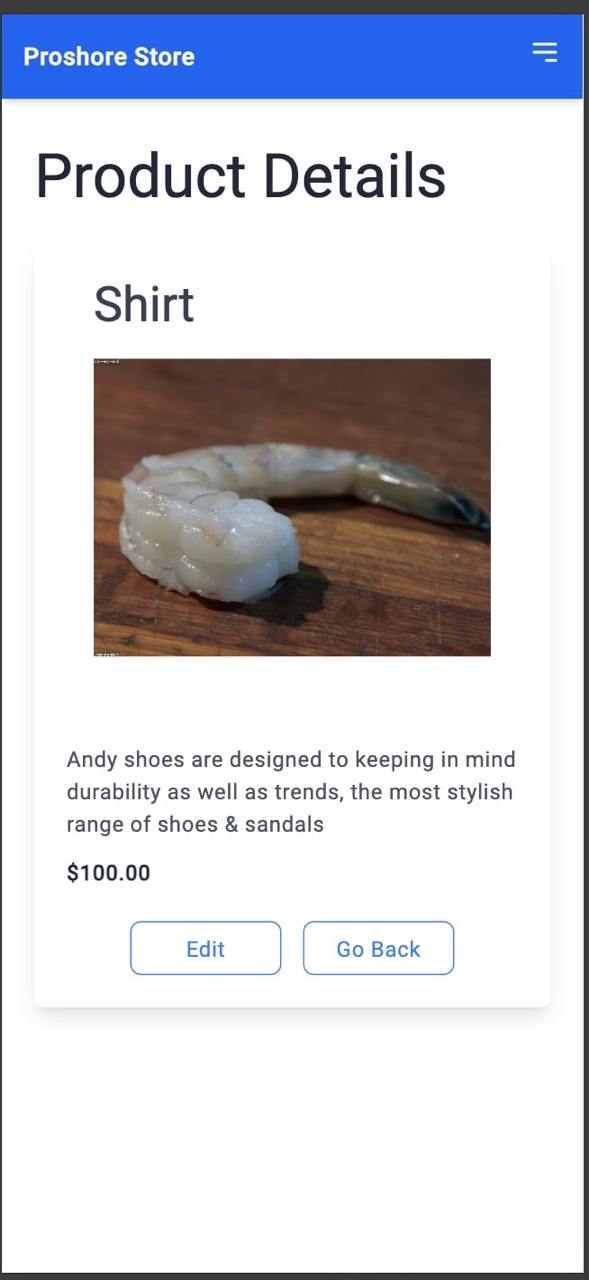 Proshore Store
Product Details
Shirt
Andy shoes are designed to keeping in mind
durability as well as trends, the most stylish
range of shoes & sandals
$100.00
Edit
Go Back